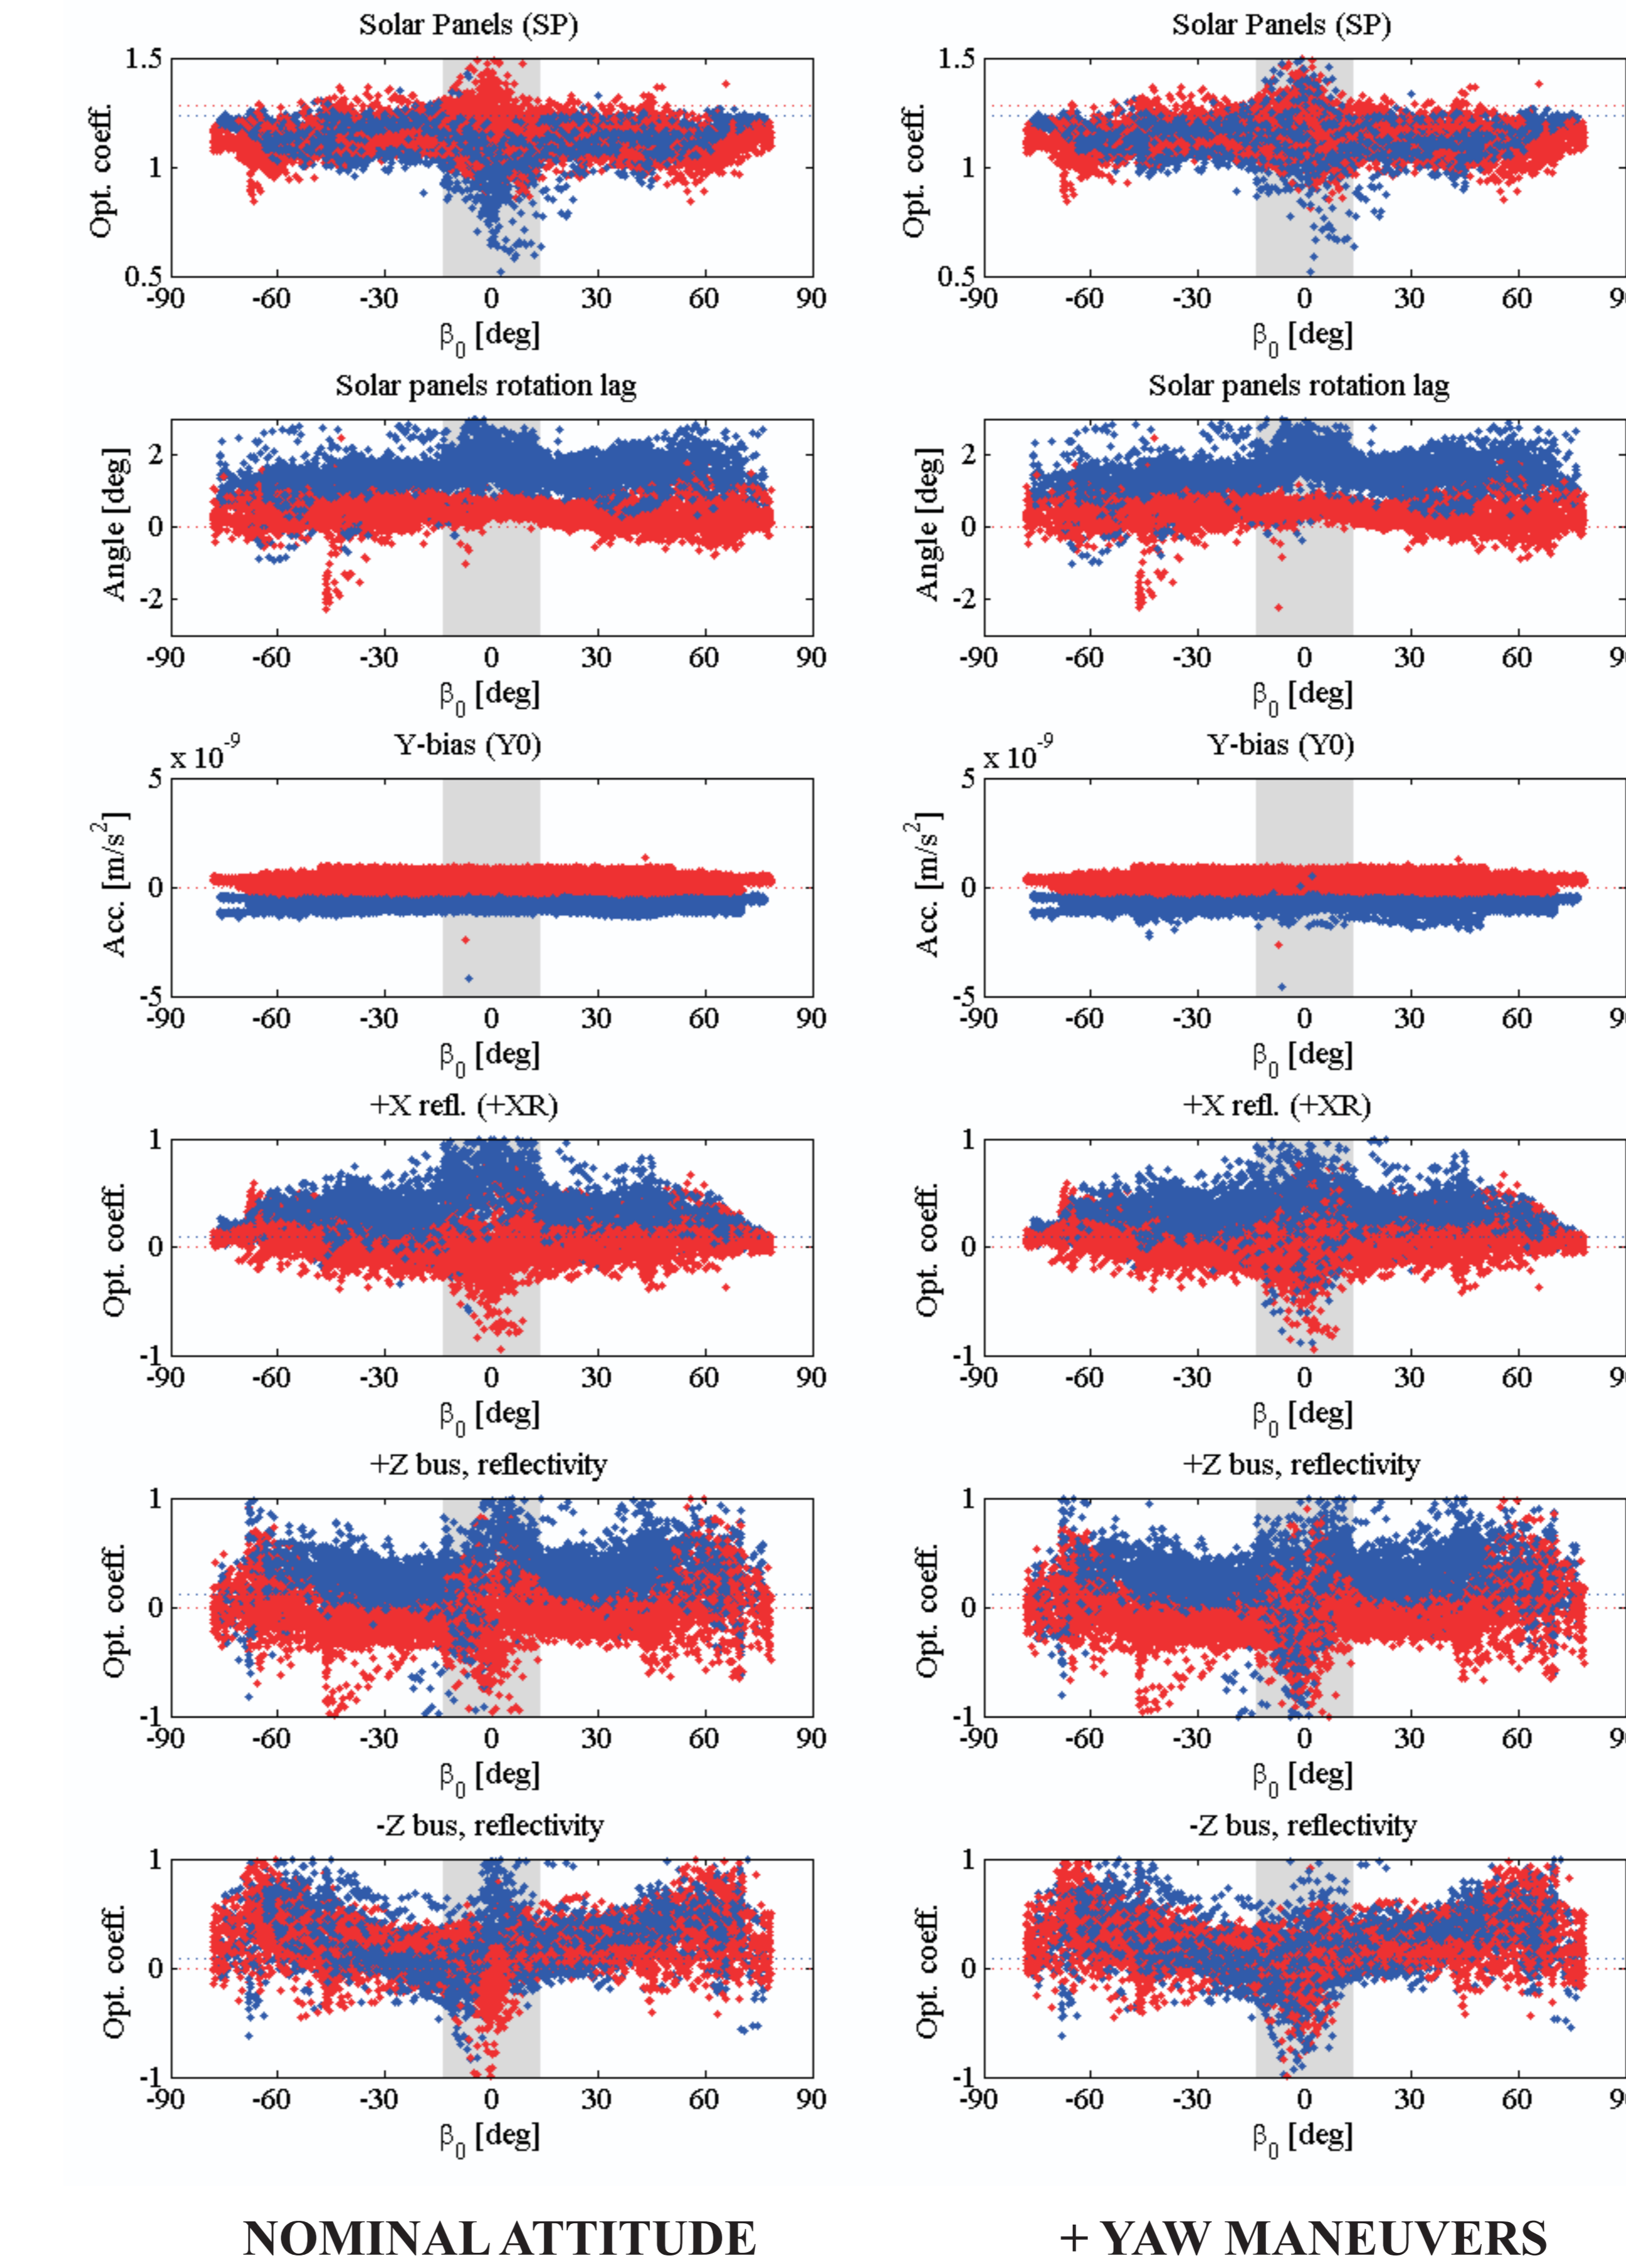 Solar Panels (SP)
Solar Panels (SP)
1.5
1
0.5
Opt. coeff.
-90 -60 -30 0 30 60 90
β0 [deg]
1.5
1
0.5
Opt. coeff.
-90 -60 -30 0 30 60 9
β0 [deg]
Solar panels rotation lag
Solar panels rotation lag
2
0
-2
Angle [deg]
-90 -60 -30 0 30 60 90
β0 [deg]
2
0
-2
Angle [deg]
-90 -60 -30 0 30 60 9
β0 [deg]
x 10-9
Y-bias (Y0)
x 10-9
Y-bias (Y0)
5
0
-5
Acc. [m/s2]
-90 -60 -30 0 30 60 90
β0 [deg]
5
0
-5
Acc. [m/s2]
-90 -60 -30 0 30 60 9
β0 [deg]
+X refl. (+XR)
+X refl. (+XR)
1
0
-1
Opt. coeff.
-90 -60 -30 0 30 60 90
β0 [deg]
1
0
-1
Opt. coeff.
-90 -60 -30 0 30 60 9
β0 [deg]
+Z bus, reflectivity
+Z bus, reflectivity
1
0
-1
Opt. coeff.
-90 -60 -30 0 30 60 90
β0 [deg]
1
0
-1
Opt. coeff.
-90 -60 -30 0 30 60 9
β0 [deg]
-Z bus, reflectivity
-Z bus, reflectivity
1
0
-1
Opt. coeff.
-90 -60 -30 0 30 60 90
β0 [deg]
1
0
-1
Opt. coeff.
-90 -60 -30 0 30 60 9
β0 [deg]
NOMINAL ATTITUDE
+ YAW MANEUVERS